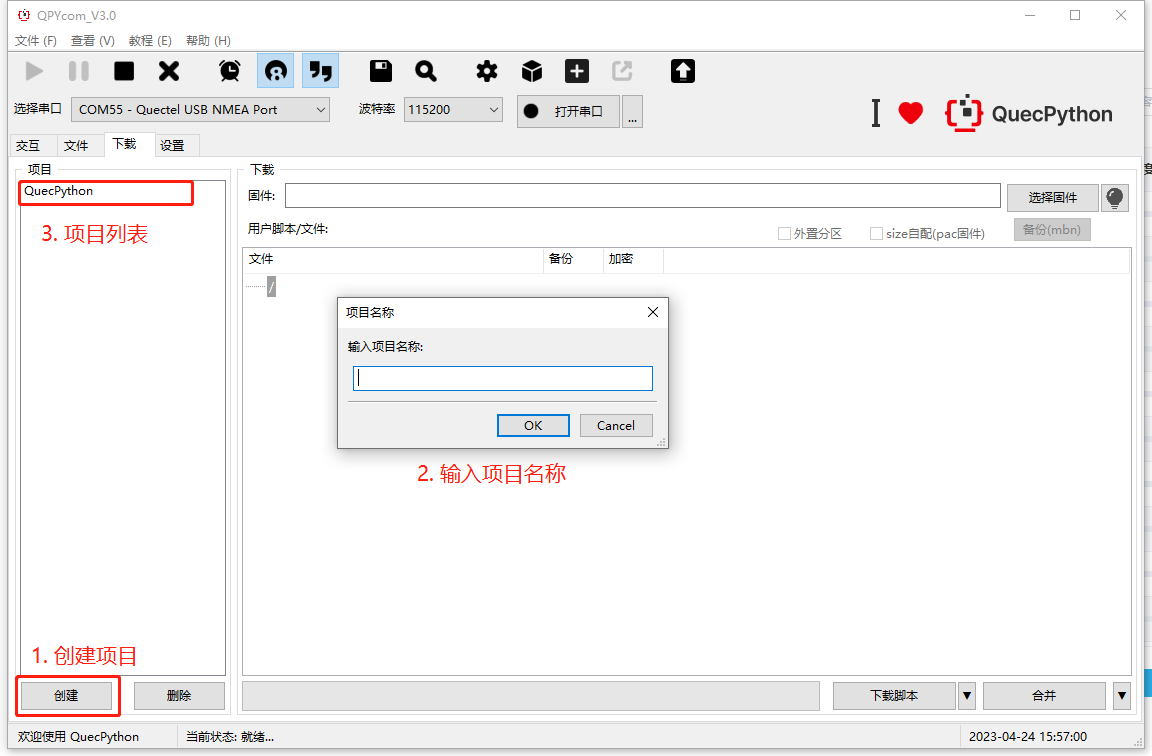 QPYcom_V3.0
文件 (F) 查看 (V) 教程 (E) 帮助 (H)
选择串口 COM55 - Quectel USB NMEA Port 波特率 115200 打开串口 ... I QuecPython
交互 文件 下载 设置
项目 下载
QuecPython
固件: 选择固件
3. 项目列表
用户脚本/文件: 外置分区 size自配(pac固件) 备份(mbn)
文件 备份 加密
/
项目名称
输入项目名称:
OK Cancel
2. 输入项目名称
1. 创建项目
创建 删除 下载脚本 合并
欢迎使用 QuecPython 当前状态: 就绪... 2023-04-24 15:57:00